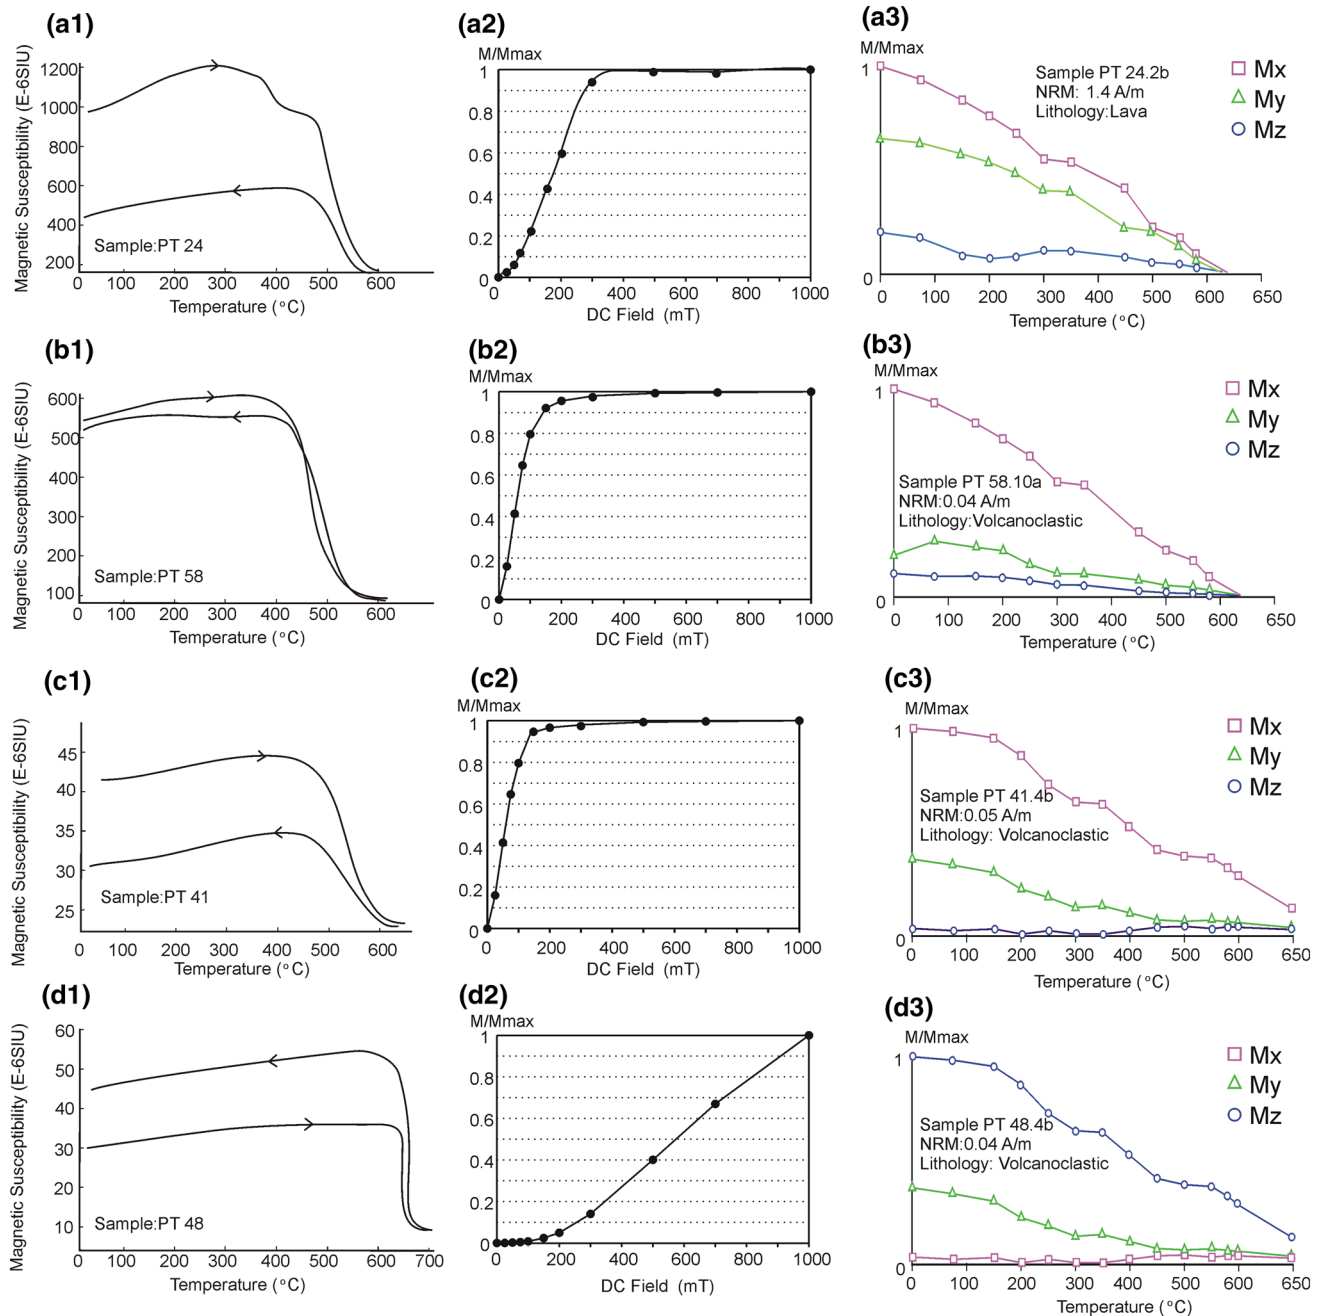 (a1)
Magnetic Susceptibility (E-6SIU)
1200
1000
800
600
400
200
Sample:PT 24
0 100 200 300 400 500 600
Temperature (°C)
(a2)
M/Mmax
1
0.8
0.6
0.4
0.2
0
0 200 400 600 800 1000
DC Field (mT)
(a3)
M/Mmax
1
0
Sample PT 24.2b
NRM: 1.4 A/m
Lithology:Lava
Mx
My
Mz
0 100 200 300 400 500 600 650
Temperature (°C)
(b1)
Magnetic Susceptibility (E-6SIU)
600
500
400
300
200
100
Sample:PT 58
0 100 200 300 400 500 600
Temperature (°C)
(b2)
M/Mmax
1
0.8
0.6
0.4
0.2
0
0 200 400 600 800 1000
DC Field (mT)
(b3)
M/Mmax
1
0
Sample PT 58.10a
NRM:0.04 A/m
Lithology:Volcanoclastic
Mx
My
Mz
0 100 200 300 400 500 600 650
Temperature (°C)
(c1)
Magnetic Susceptibility (E-6SIU)
45
40
35
30
25
Sample:PT 41
0 100 200 300 400 500 600
Temperature (°C)
(c2)
M/Mmax
1
0.8
0.6
0.4
0.2
0
0 200 400 600 800 1000
DC Field (mT)
(c3)
M/Mmax
1
0
Sample PT 41.4b
NRM:0.05 A/m
Lithology: Volcanoclastic
Mx
My
Mz
0 100 200 300 400 500 600 650
Temperature (°C)
(d1)
Magnetic Susceptibility (E-6SIU)
60
50
40
30
20
10
Sample:PT 48
0 100 200 300 400 500 600 700
Temperature (°C)
(d2)
M/Mmax
1
0.8
0.6
0.4
0.2
0
0 200 400 600 800 1000
DC Field (mT)
(d3)
M/Mmax
1
0
Sample PT 48.4b
NRM:0.04 A/m
Lithology: Volcanoclastic
Mx
My
Mz
0 100 200 300 400 500 600 650
Temperature (°C)